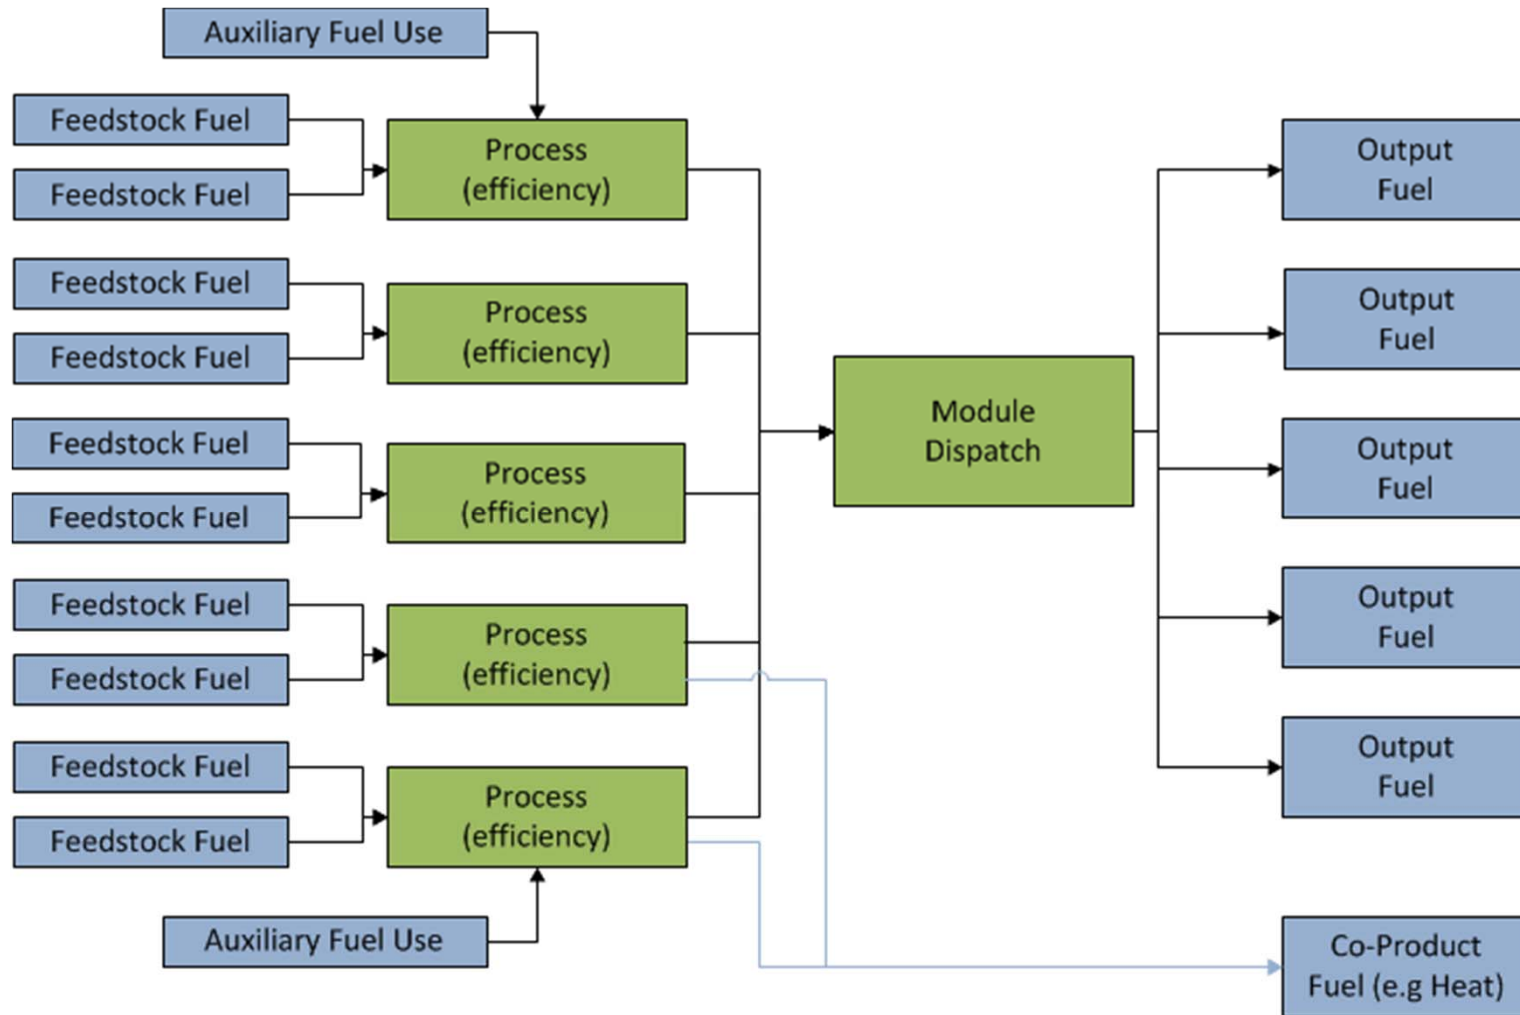 Auxiliary Fuel Use
Feedstock Fuel
Feedstock Fuel
Process
(efficiency)
Feedstock Fuel
Feedstock Fuel
Process
(efficiency)
Feedstock Fuel
Feedstock Fuel
Process
(efficiency)
Feedstock Fuel
Feedstock Fuel
Process
(efficiency)
Feedstock Fuel
Feedstock Fuel
Process
(efficiency)
Auxiliary Fuel Use
Module
Dispatch
Output
Fuel
Output
Fuel
Output
Fuel
Output
Fuel
Output
Fuel
Co-Product
Fuel (e.g Heat)